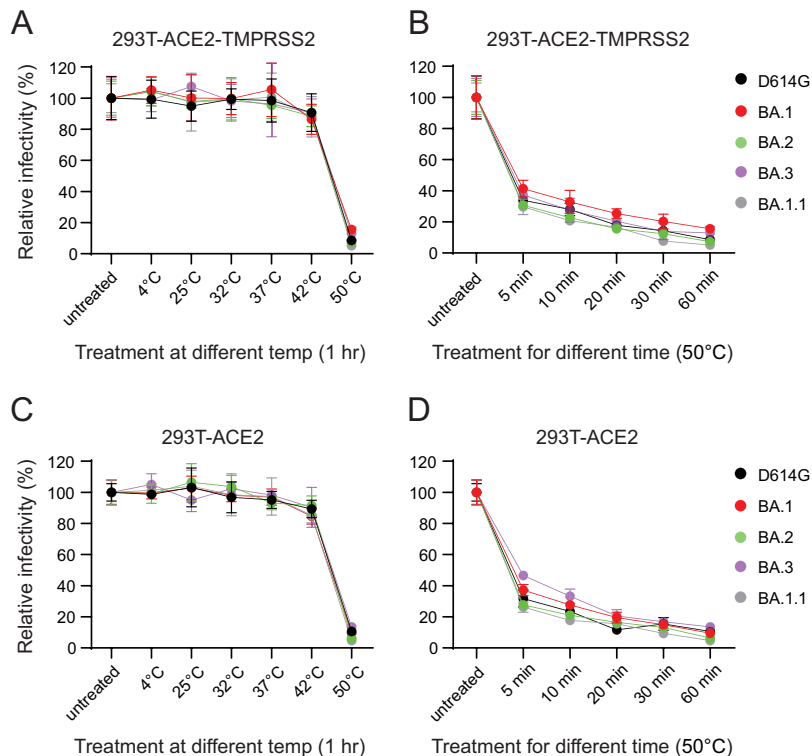 A
293T-ACE2-TMPRSS2
Relative infectivity (%)
120
100
80
60
40
20
0
untreated
4°C
25°C
32°C
37°C
42°C
50°C
Treatment at different temp (1 hr)
B
293T-ACE2-TMPRSS2
120
100
80
60
40
20
0
untreated
5 min
10 min
20 min
30 min
60 min
Treatment for different time (50°C)
D614G
BA.1
BA.2
BA.3
BA.1.1
C
293T-ACE2
Relative infectivity (%)
120
100
80
60
40
20
0
untreated
4°C
25°C
32°C
37°C
42°C
50°C
Treatment at different temp (1 hr)
D
293T-ACE2
120
100
80
60
40
20
0
untreated
5 min
10 min
20 min
30 min
60 min
Treatment for different time (50°C)
D614G
BA.1
BA.2
BA.3
BA.1.1